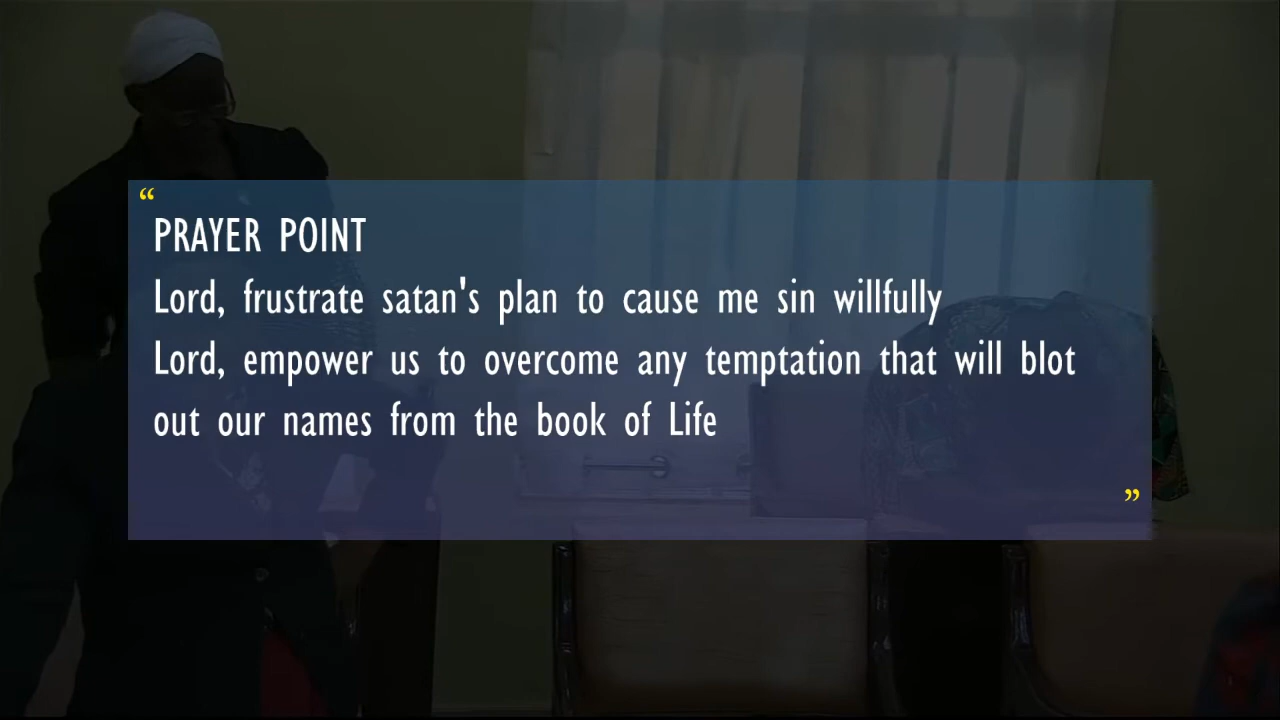 “
PRAYER POINT
Lord, frustrate satan's plan to cause me sin willfully
Lord, empower us to overcome any temptation that will blot
out our names from the book of Life
”